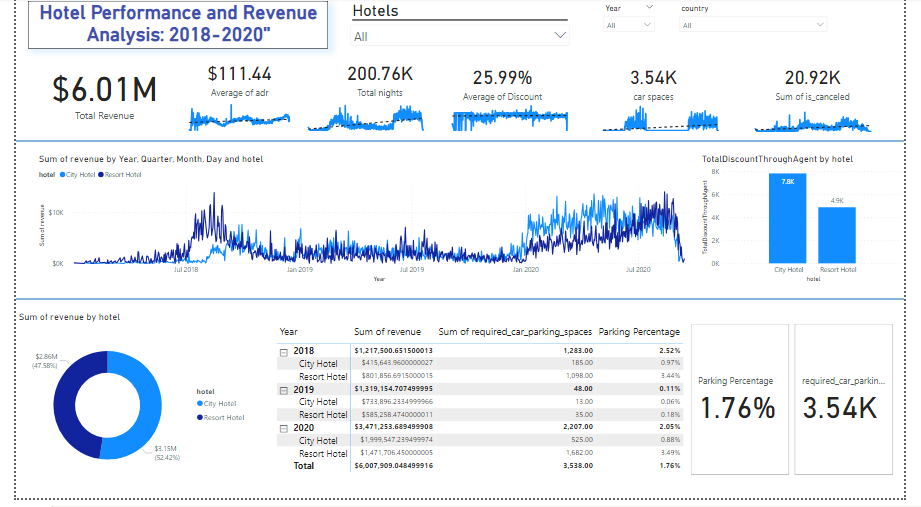 Hotel Performance and Revenue
Analysis: 2018-2020"
Hotels
All
Year
All
country
All
$6.01M
Total Revenue
$111.44
Average of adr
200.76K
Total nights
25.99%
Average of Discount
3.54K
car spaces
20.92K
Sum of is_canceled
Sum of revenue by Year, Quarter, Month, Day and hotel
hotel City Hotel Resort Hotel
Sum of revenue
$10K
$0K
Jul 2018 Jan 2019 Jul 2019 Jan 2020 Jul 2020
Year
TotalDiscountThroughAgent by hotel
TotalDiscountThroughAgent
8K
6K
4K
2K
0K
7.8K
4.9K
City Hotel Resort Hotel
hotel
Sum of revenue by hotel
$2.86M
(47.58%)
$3.15M
(52.42%)
hotel
City Hotel
Resort Hotel
Year Sum of revenue Sum of required_car_parking_spaces Parking Percentage
2018 $1,217,500.651500013 1,283.00 2.52%
City Hotel $415,643.9600000027 185.00 0.97%
Resort Hotel $801,856.6915000015 1,098.00 3.44%
2019 $1,319,154.707499995 48.00 0.11%
City Hotel $733,896.2334999966 13.00 0.06%
Resort Hotel $585,258.4740000011 35.00 0.18%
2020 $3,471,253.689499908 2,207.00 2.05%
City Hotel $1,999,547.239499974 525.00 0.88%
Resort Hotel $1,471,706.450000005 1,682.00 3.49%
Total $6,007,909.048499916 3,538.00 1.76%
Parking Percentage
1.76%
required_car_parkin...
3.54K